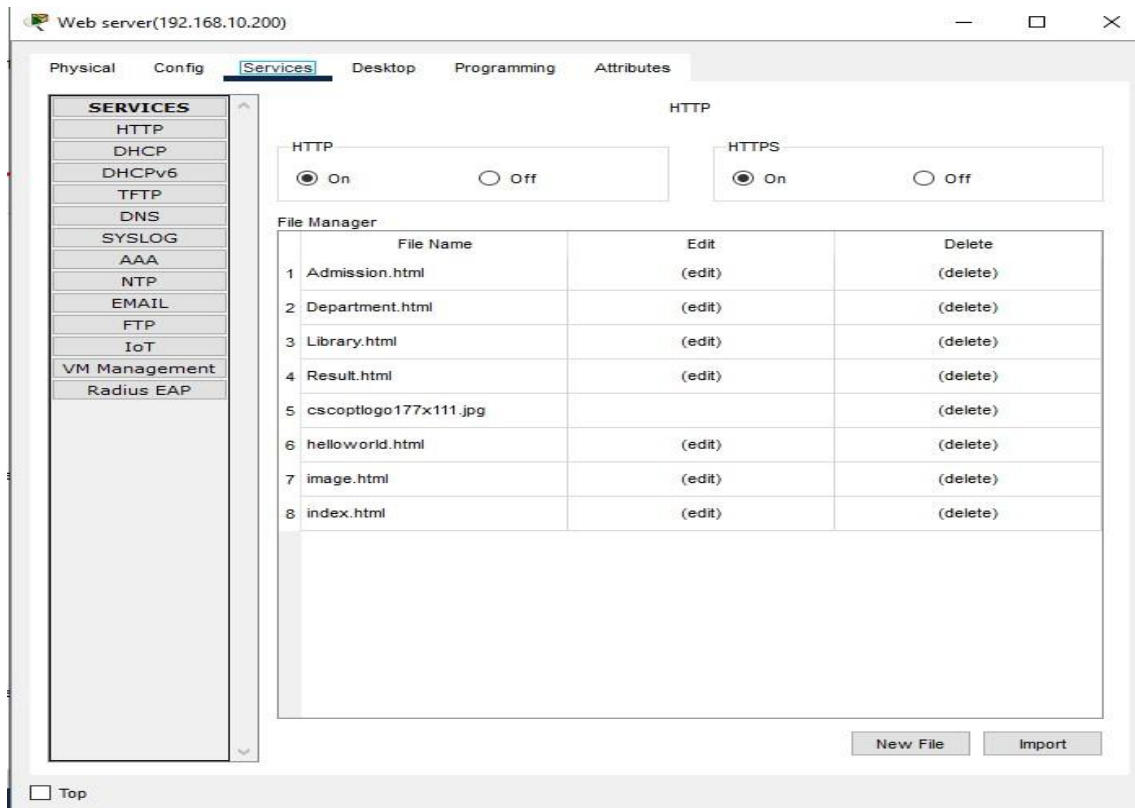 Web server(192.168.10.200)
Physical Config Services Desktop Programming Attributes
SERVICES
HTTP
DHCP
DHCPv6
TFTP
DNS
SYSLOG
AAA
NTP
EMAIL
FTP
IoT
VM Management
Radius EAP
HTTP
HTTP
On Off
HTTPS
On Off
File Manager
File Name Edit Delete
1 Admission.html (edit) (delete)
2 Department.html (edit) (delete)
3 Library.html (edit) (delete)
4 Result.html (edit) (delete)
5 cscoptlogo177x111.jpg (delete)
6 helloworld.html (edit) (delete)
7 image.html (edit) (delete)
8 index.html (edit) (delete)
New File Import
Top